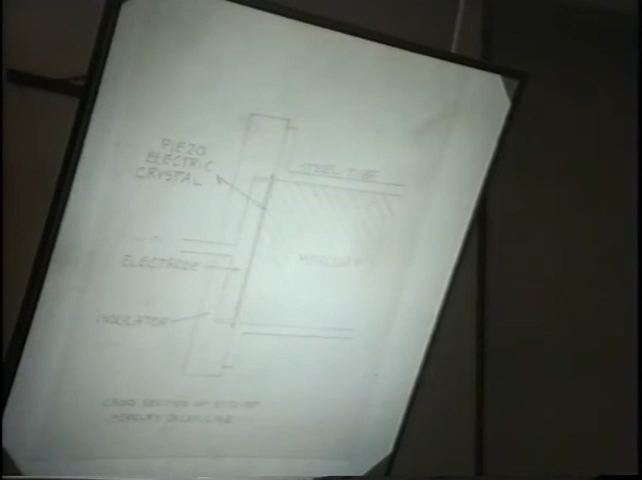 PIEZO
ELECTRIC
CRYSTAL
STEEL TUBE
MERCURY
ELECTRODE
INSULATOR
CROSS SECTION OF
MERCURY DELAY LINE